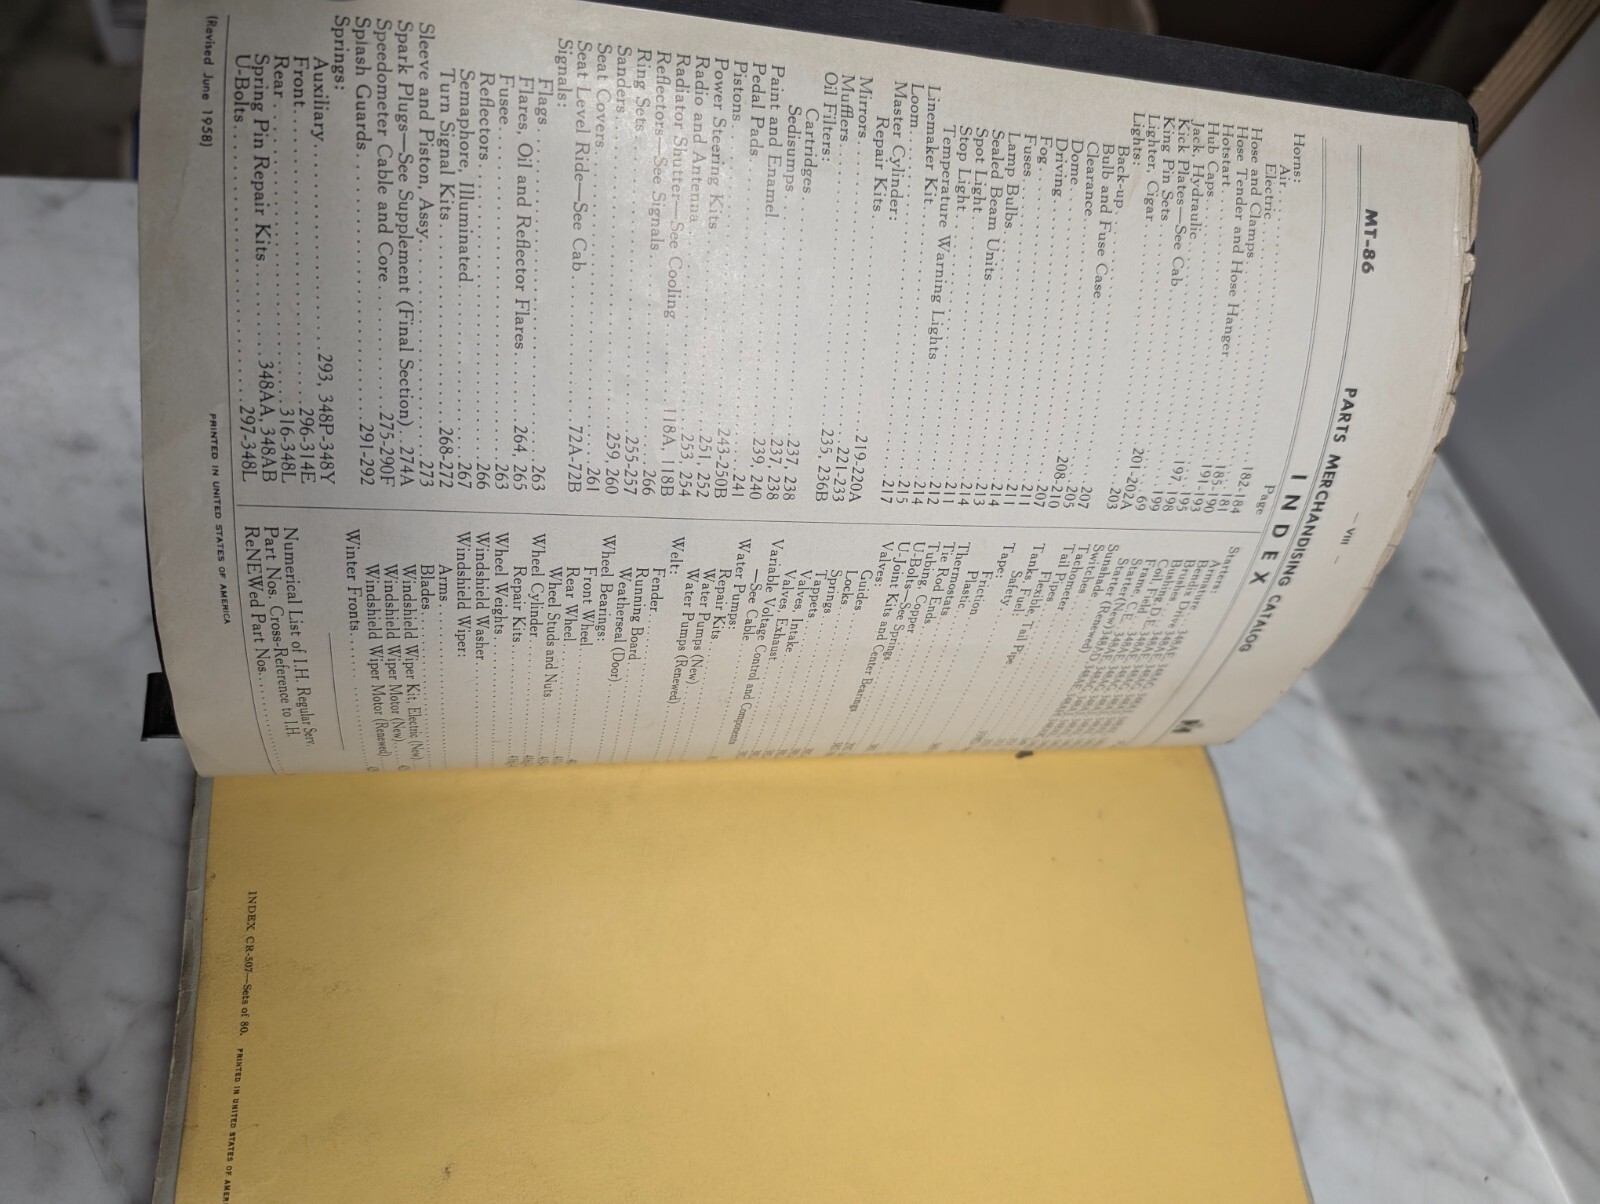 MT-86
— VIII —
PARTS MERCHANDISING CATALOG
INDEX
Page
Horns:
Air
Electric . . . 182-184
Hose and Clamps . . . 181
Hose Tender and Hose Hanger
Hotstart . . . 185-190
Hub Caps . . . 191-193
Jack, Hydraulic . . . 195
Kick Plates—See Cab . . . 197, 198
King Pin Sets . . . 199
Lighter, Cigar . . . 69
Lights: 201-202A
Back-up . . . 203
Bulb and Fuse Case
Clearance . . . 207
Dome . . . 205
Driving . . . 208-210
Fog . . . 207
Fuses . . . 211
Lamp Bulbs . . . 211
Sealed Beam Units . . . 214
Spot Light . . . 213
Stop Light . . . 214
Temperature Warning Lights . . . 211
Linemaker Kit . . . 212
Loom . . . 214
Master Cylinder: . . . 215
Repair Kits . . . 217
Mirrors . . . 219-220A
Mufflers . . . 221-233
Oil Filters: . . . 235, 236B
Cartridges
Sedisumps . . . 237, 238
Paint and Enamel . . . 237, 238
Pedal Pads . . . 239, 240
Pistons . . . 241
Power Steering Kits . . . 243-250B
Radio and Antenna . . . 251, 252
Radiator Shutter—See Cooling . . . 253, 254
Reflectors—See Signals . . . 118A, 118B
Ring Sets . . . 266
Sanders . . . 255-257
Seat Covers . . . 259, 260
Seat Level Ride—See Cab . . . 261
Signals: 72A-72B
Flags . . . 263
Flares, Oil and Reflector Flares . . . 264, 265
Fusee . . . 263
Reflectors . . . 266
Semaphore, Illuminated . . . 267
Turn Signal Kits . . . 268-272
Sleeve and Piston, Assy. . . . 273
Spark Plugs—See Supplement (Final Section) . . 274A
Speedometer Cable and Core . . . 275-290F
Splash Guards . . . 291-292
Springs:
Auxiliary . . . 293, 348P-348Y
Front . . . 296-314E
Rear . . . 316-348L
Spring Pin Repair Kits . . . 348AA, 348AB
U-Bolts . . . 297-348L
(Revised June 1958)
PRINTED IN UNITED STATES OF AMERICA
Armature
Tachometer
Tail Pipes
Flexible, Tail Pipe
Tanks, Fuel:
Safety
Tape:
Friction
Plastic
Thermostats
Tie Rod Ends
Tubing, Copper
U-Bolts—See Springs
U-Joint Kits and Center Bearings
Valves:
Guides
Locks
Springs
Tappets
Valves, Intake
Valves, Exhaust
Variable Voltage Control and Components
—See Cable
Water Pumps:
Repair Kits
Water Pumps (New)
Water Pumps (Renewed)
Welt:
Fender
Running Board
Weatherseal (Door)
Wheel Bearings:
Front Wheel
Rear Wheel
Wheel Studs and Nuts
Wheel Cylinder
Repair Kits
Wheel Weights
Windshield Washer
Windshield Wiper:
Arms
Blades
Windshield Wiper Kit, Electric (New)
Windshield Wiper Motor (New)
Windshield Wiper Motor (Renewed)
Winter Fronts
Numerical List of I.H. Regular Serv.
Part Nos. Cross-Reference to I.H.
ReNEWed Part Nos.
INDEX CR-507—Sets of 80. PRINTED IN UNITED STATES OF AMER